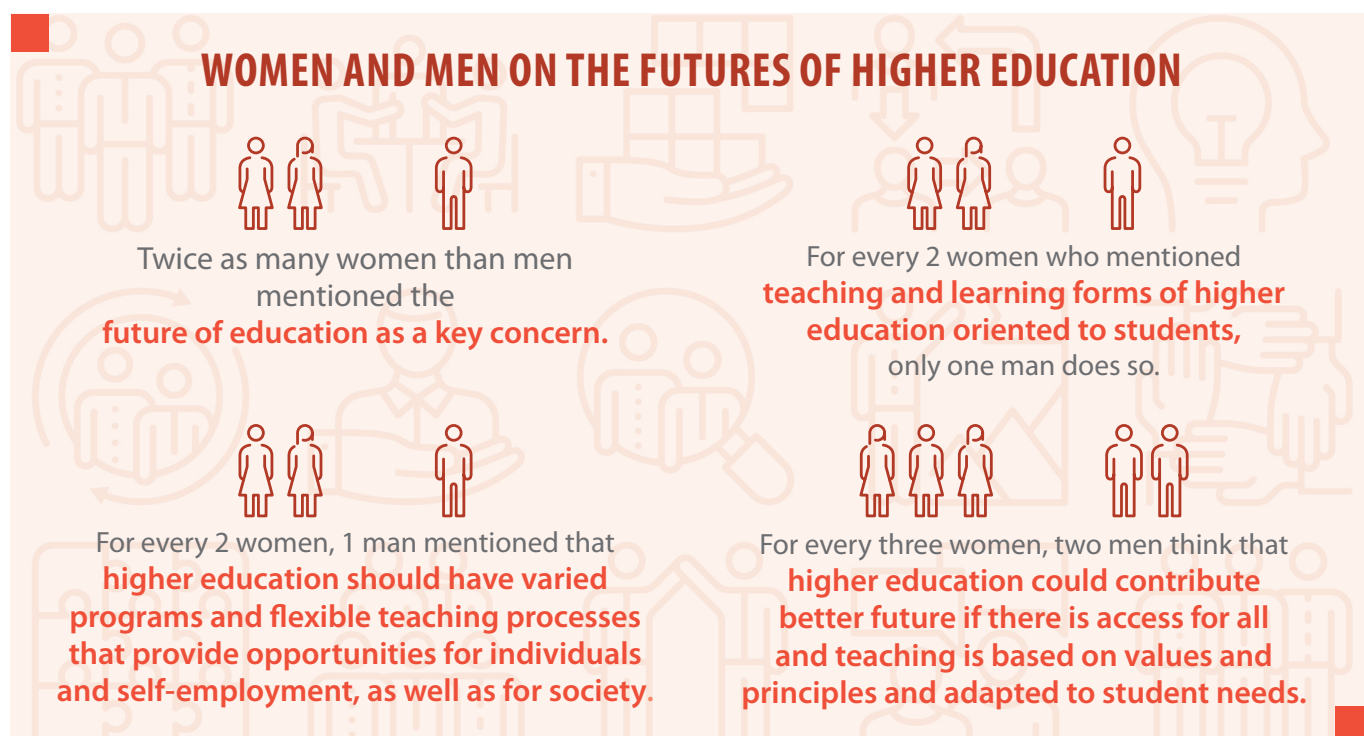 WOMEN AND MEN ON THE FUTURES OF HIGHER EDUCATION
Twice as many women than men
mentioned the
future of education as a key concern.
For every 2 women who mentioned
teaching and learning forms of higher
education oriented to students,
only one man does so.
For every 2 women, 1 man mentioned that
higher education should have varied
programs and flexible teaching processes
that provide opportunities for individuals
and self-employment, as well as for society.
For every three women, two men think that
higher education could contribute
better future if there is access for all
and teaching is based on values and
principles and adapted to student needs.